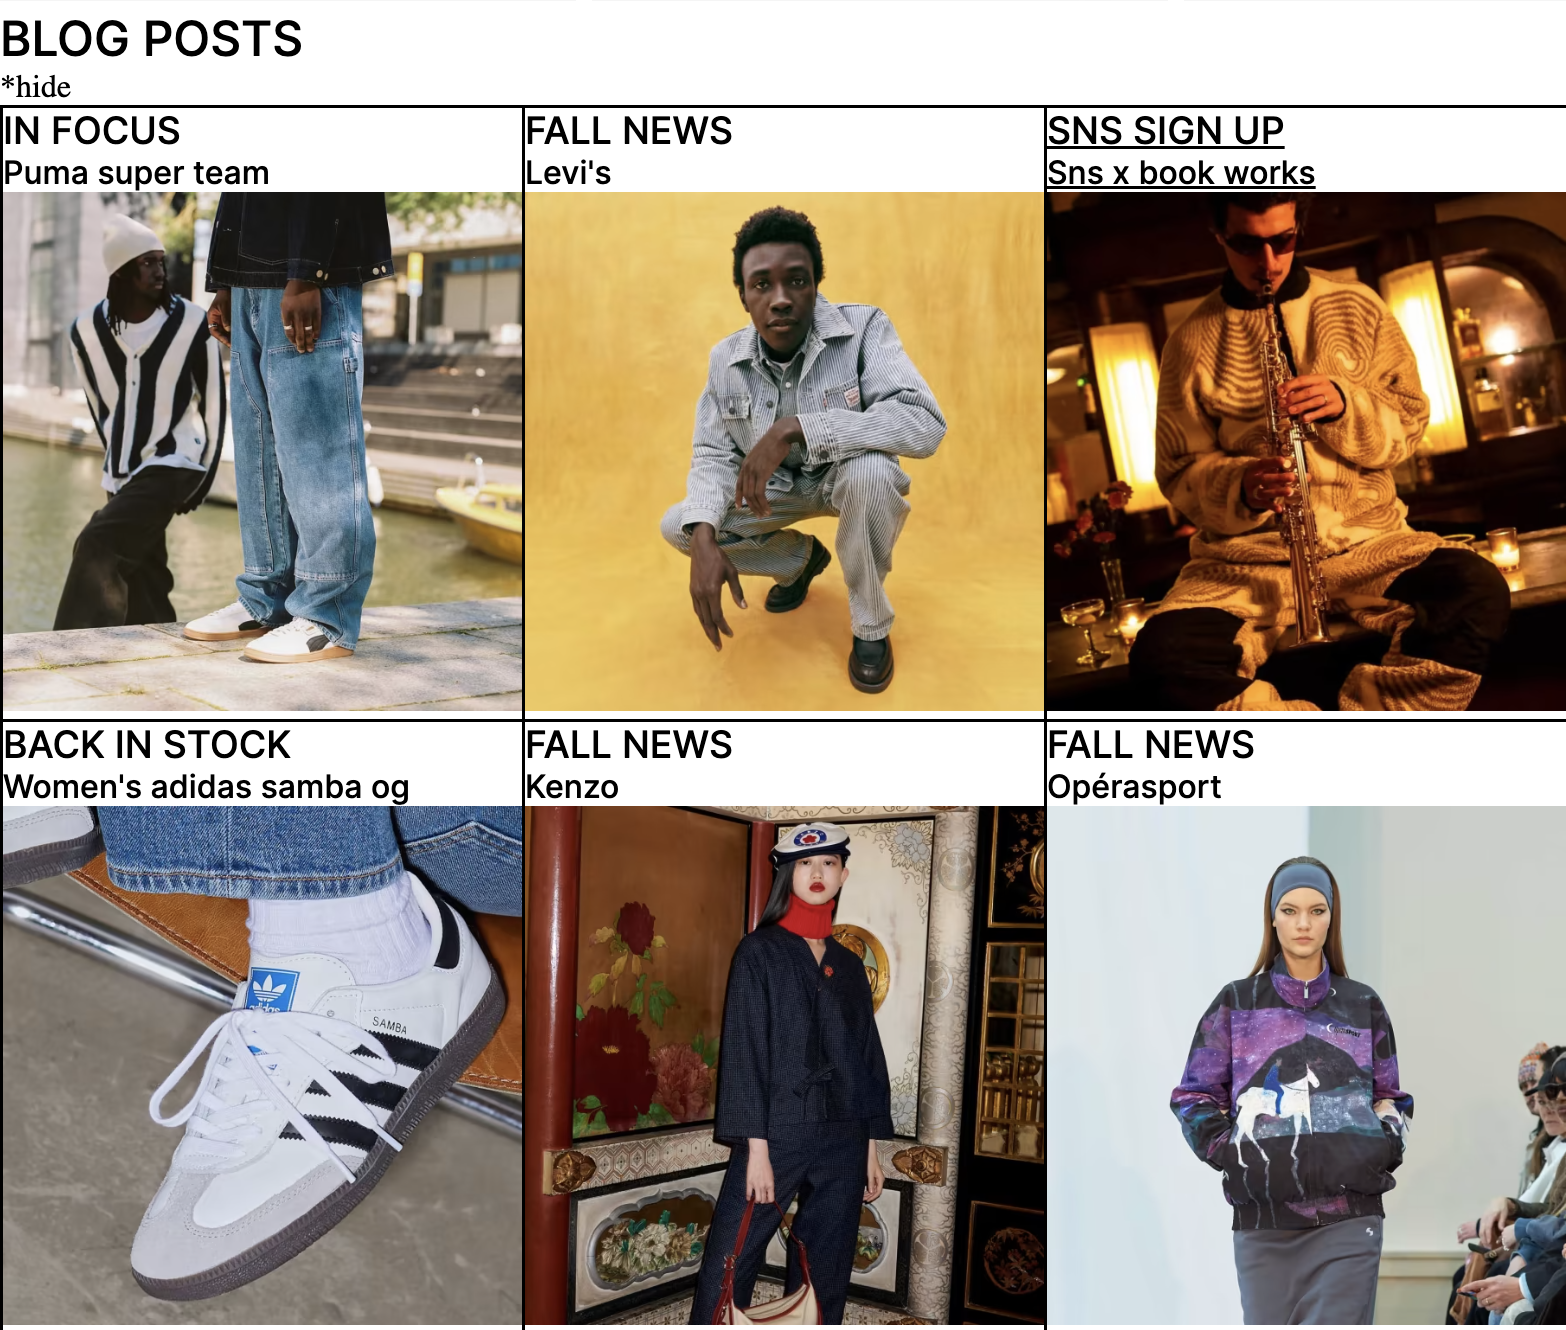 BLOG POSTS
*hide
IN FOCUS
Puma super team
FALL NEWS
Levi's
SNS SIGN UP
Sns x book works
BACK IN STOCK
Women's adidas samba og
adidas
SAMBA
FALL NEWS
Kenzo
FALL NEWS
Opérasport